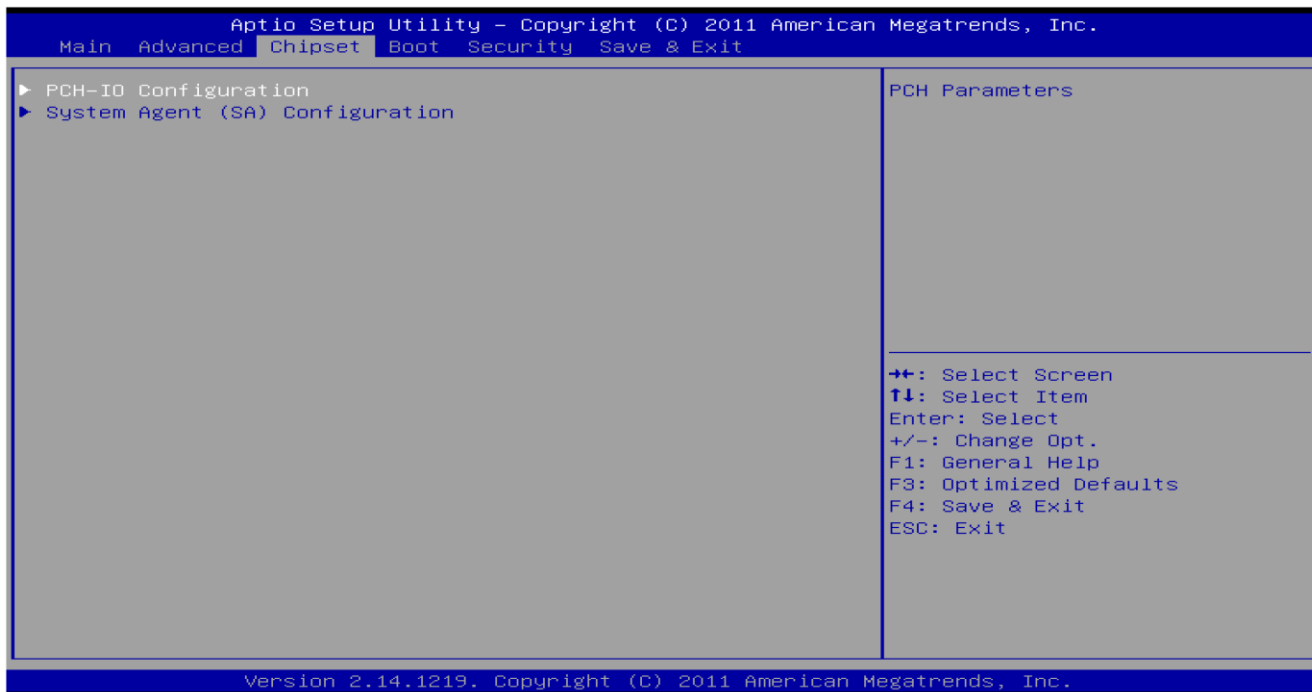 Aptio Setup Utility – Copyright (C) 2011 American Megatrends, Inc.
Main Advanced Chipset Boot Security Save & Exit
► PCH-IO Configuration
► System Agent (SA) Configuration
PCH Parameters
→←: Select Screen
↑↓: Select Item
Enter: Select
+/-: Change Opt.
F1: General Help
F3: Optimized Defaults
F4: Save & Exit
ESC: Exit
Version 2.14.1219. Copyright (C) 2011 American Megatrends, Inc.